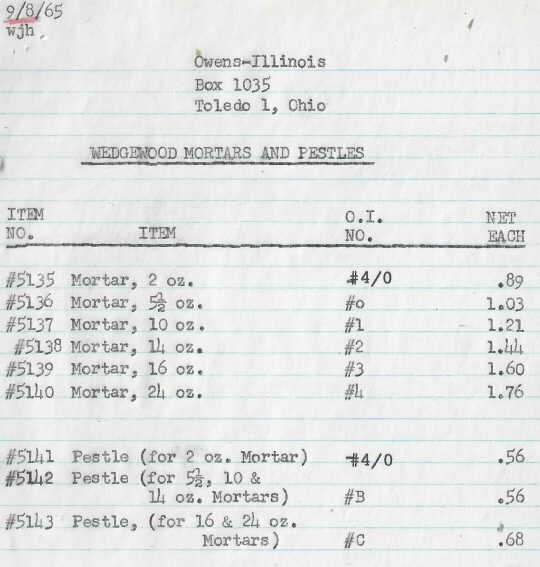 9/8/65
wjh
Owens-Illinois
Box 1035
Toledo 1, Ohio
WEDGEWOOD MORTARS AND PESTLES
ITEM NO. ITEM O.I. NO. NET EACH
#5135 Mortar, 2 oz. #4/0 .89
#5136 Mortar, 5½ oz. #o 1.03
#5137 Mortar, 10 oz. #1 1.21
#5138 Mortar, 14 oz. #2 1.44
#5139 Mortar, 16 oz. #3 1.60
#5140 Mortar, 24 oz. #4 1.76
#5141 Pestle (for 2 oz. Mortar) #4/0 .56
#5142 Pestle (for 5½, 10 &
14 oz. Mortars) #B .56
#5143 Pestle, (for 16 & 24 oz.
Mortars) #C .68